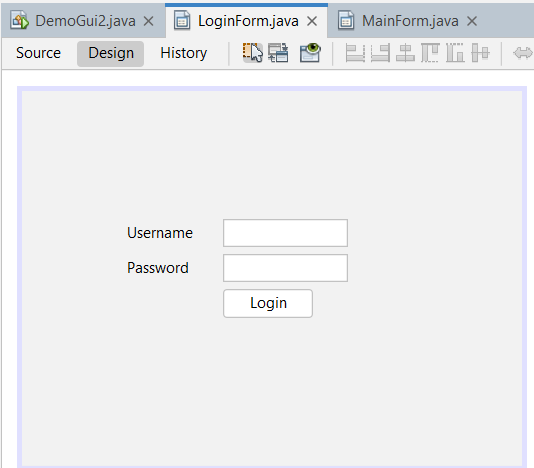 DemoGui2.java LoginForm.java MainForm.java
Source Design History
Username
Password
Login